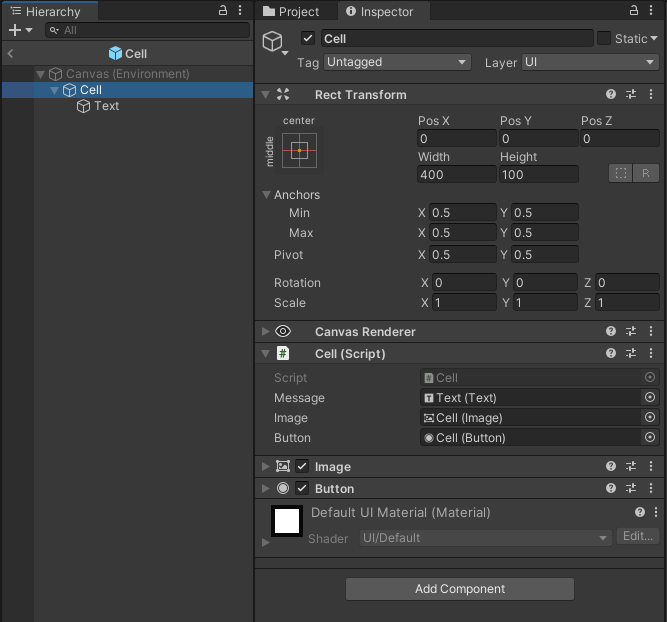 Hierarchy
All
Cell
Canvas (Environment)
Cell
Text
Project
Inspector
Cell
Static
Tag Untagged Layer UI
Rect Transform
center
middle
Pos X Pos Y Pos Z
0 0 0
Width Height
400 100
R
Anchors
Min X 0.5 Y 0.5
Max X 0.5 Y 0.5
Pivot X 0.5 Y 0.5
Rotation X 0 Y 0 Z 0
Scale X 1 Y 1 Z 1
Canvas Renderer
# Cell (Script)
Script # Cell
Message T Text (Text)
Image Cell (Image)
Button Cell (Button)
Image
Button
Default UI Material (Material)
Shader UI/Default Edit...
Add Component